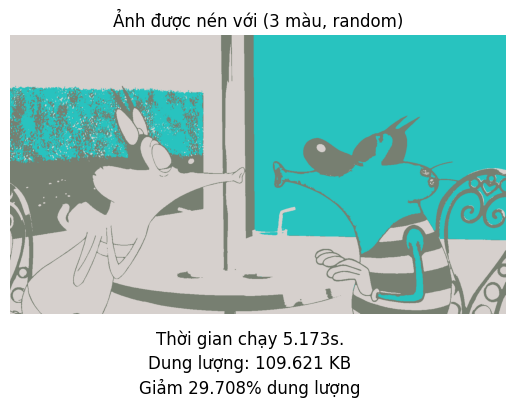 Ảnh được nén với (3 màu, random)
Thời gian chạy 5.173s.
Dung lượng: 109.621 KB
Giảm 29.708% dung lượng